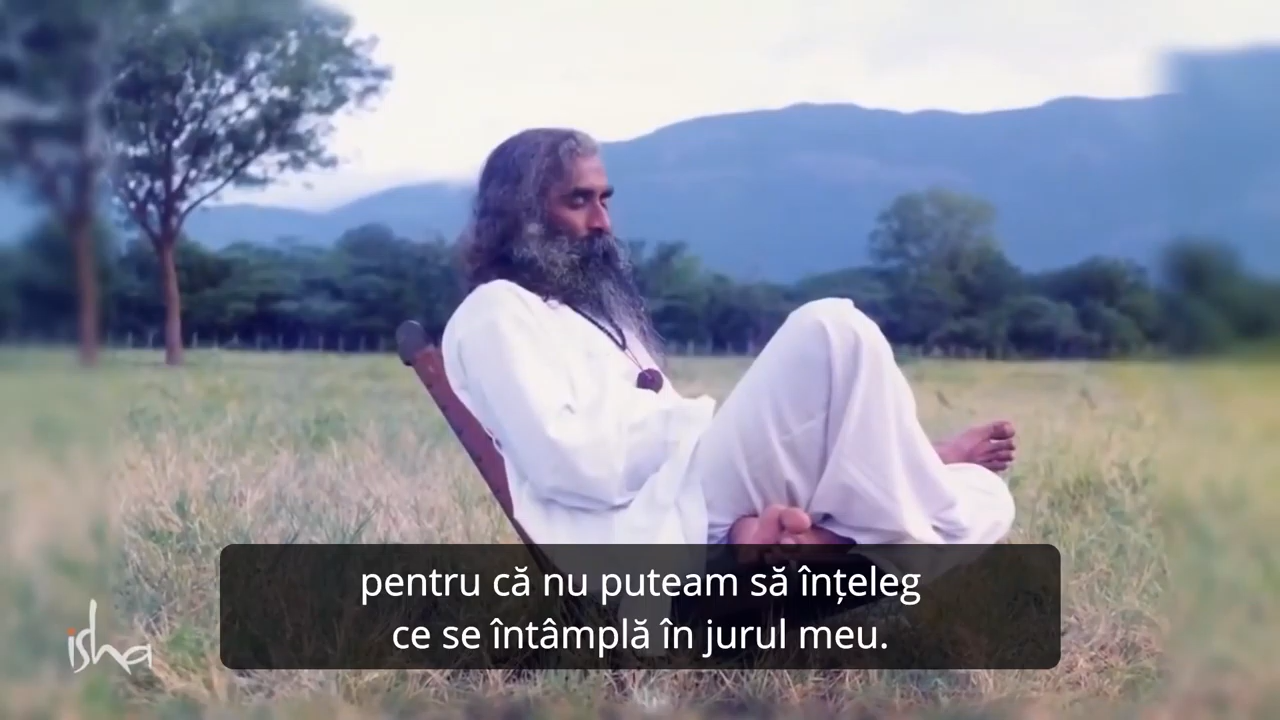 pentru că nu puteam să înțeleg
ce se întâmplă în jurul meu.
isha